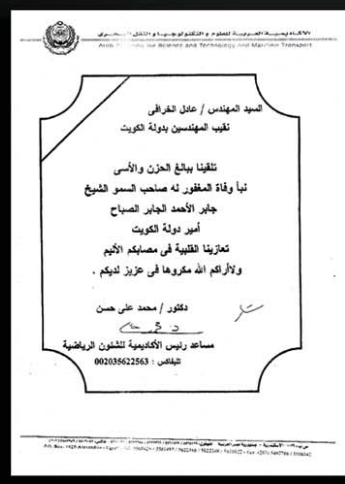 الأكاديمية العربية للعلوم والتكنولوجيا والنقل البحرى
Arab Academy for Science and Technology and Maritime Transport
السيد المهندس / عادل الخرافى
نقيب المهندسين بدولة الكويت
تلقينا ببالغ الحزن والأسى
نبأ وفاة المغفور له صاحب السمو الشيخ
جابر الأحمد الجابر الصباح
أمير دولة الكويت
تعازينا القلبية فى مصابكم الأليم
ولاأراكم الله مكروها فى عزيز لديكم .
دكتور / محمد على حسن
مساعد رئيس الأكاديمية للشئون الرياضية
تليفاكس : 002035622563